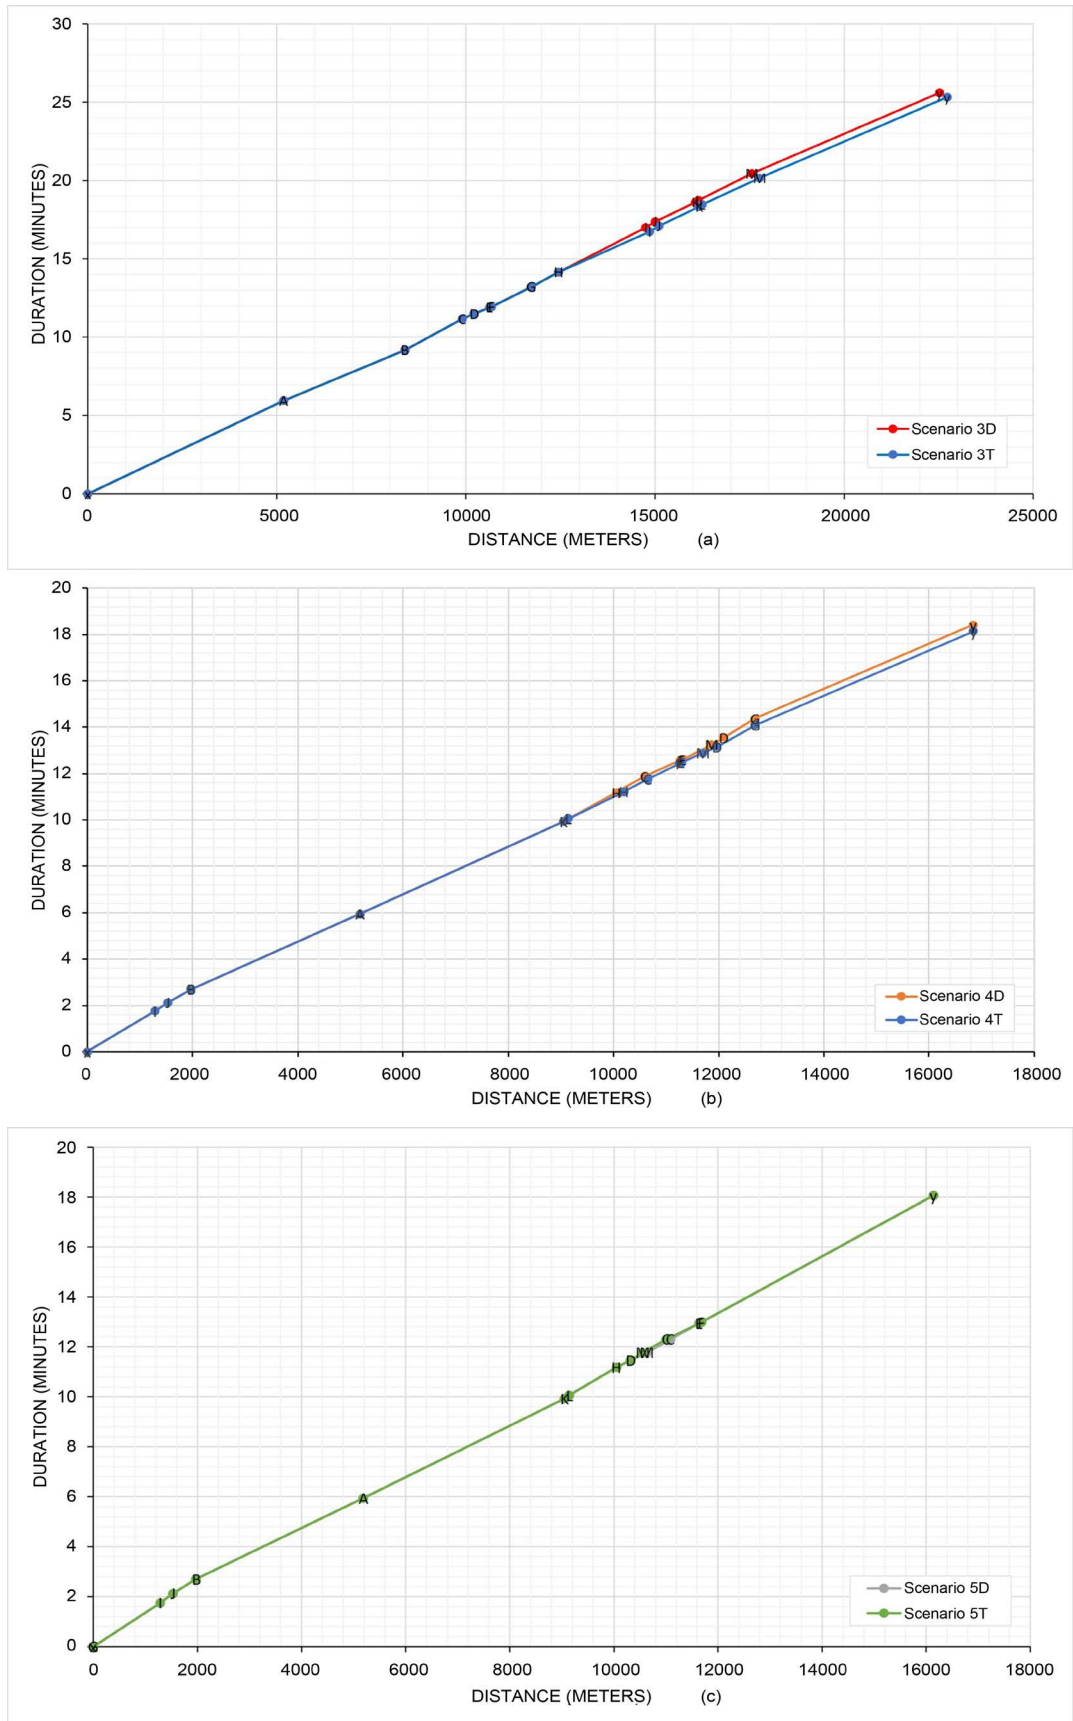 30
25
20
15
10
5
0
DURATION (MINUTES)
A
B
C
D
E
G
H
I
J
K
M
M
y
y
Scenario 3D
Scenario 3T
0 5000 10000 15000 20000 25000
DISTANCE (METERS) (a)
20
18
16
14
12
10
8
6
4
2
0
DURATION (MINUTES)
I
J
B
A
K
L
H
H
C
E
M
M
D
G
y
y
Scenario 4D
Scenario 4T
0 2000 4000 6000 8000 10000 12000 14000 16000 18000
DISTANCE (METERS) (b)
20
18
16
14
12
10
8
6
4
2
0
DURATION (MINUTES)
x
I
J
B
A
K
L
H
D
M
C
E
y
Scenario 5D
Scenario 5T
0 2000 4000 6000 8000 10000 12000 14000 16000 18000
DISTANCE (METERS) (c)